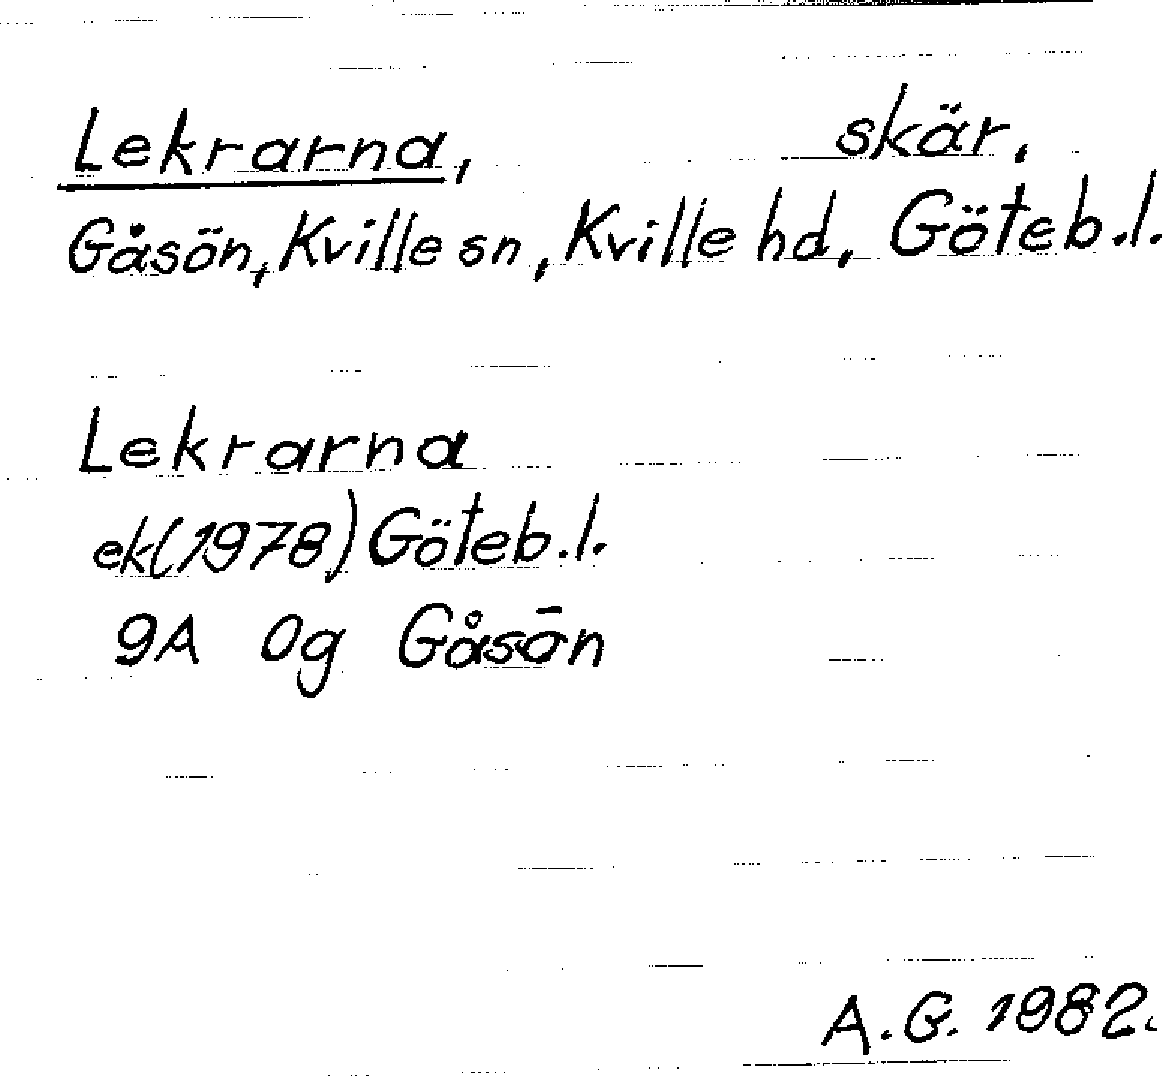 Lekrarna, skär,
Gåsön, Kville sn, Kville hd, Göteb.l.
Lekrarna
ek(1978) Göteb.l.
9A 0g Gåsön
A.G. 1982.